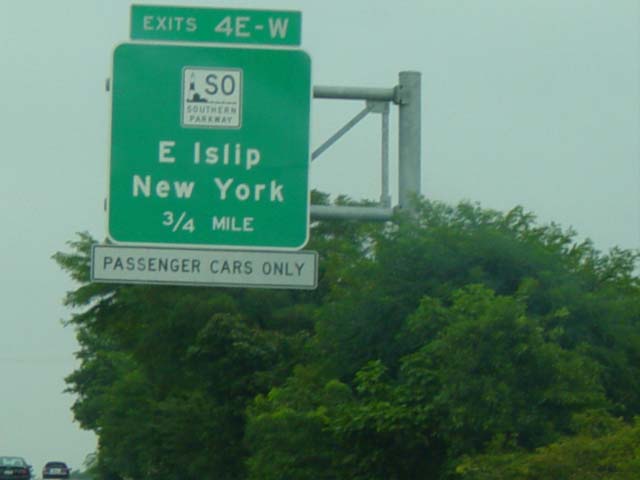 EXITS 4E-W
SO
SOUTHERN
PARKWAY
E Islip
New York
3/4 MILE
PASSENGER CARS ONLY